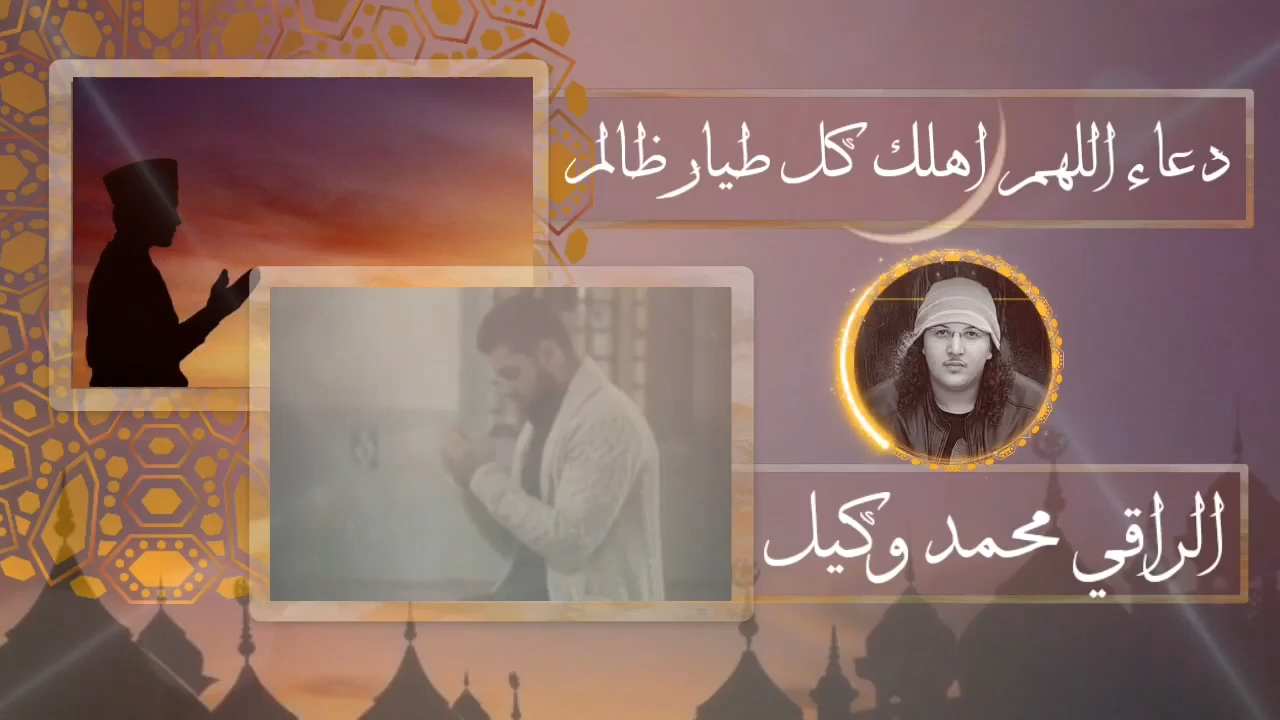 دعاء اللهم اهلك كل طيار ظالم
الراقي محمد وكيل